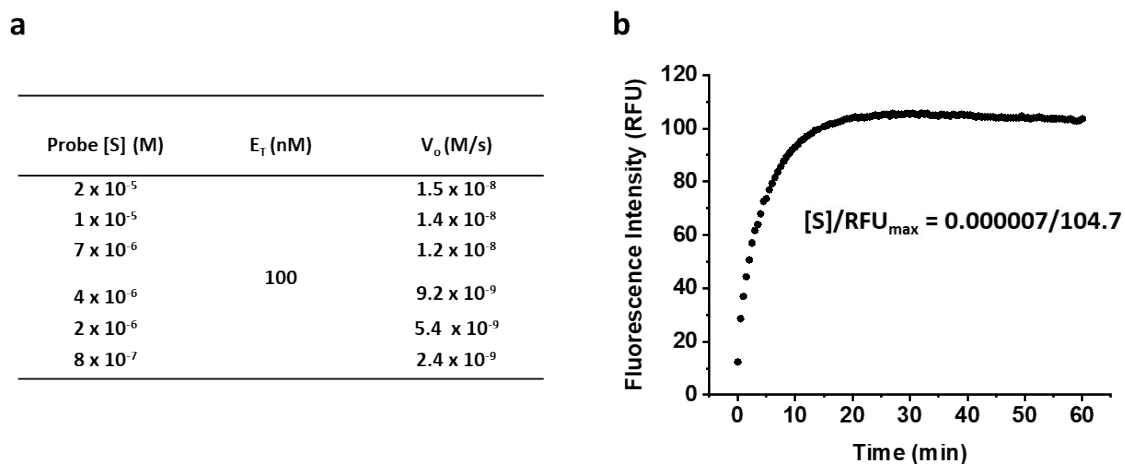 a
Probe [S] (M) E_T (nM) V_o (M/s)
2 x 10⁻⁵ 1.5 x 10⁻⁸
1 x 10⁻⁵ 1.4 x 10⁻⁸
7 x 10⁻⁶ 1.2 x 10⁻⁸
100
4 x 10⁻⁶ 9.2 x 10⁻⁹
2 x 10⁻⁶ 5.4 x 10⁻⁹
8 x 10⁻⁷ 2.4 x 10⁻⁹
b
Fluorescence Intensity (RFU)
120
100
80
60
40
20
0
[S]/RFU_max = 0.000007/104.7
0 10 20 30 40 50 60
Time (min)